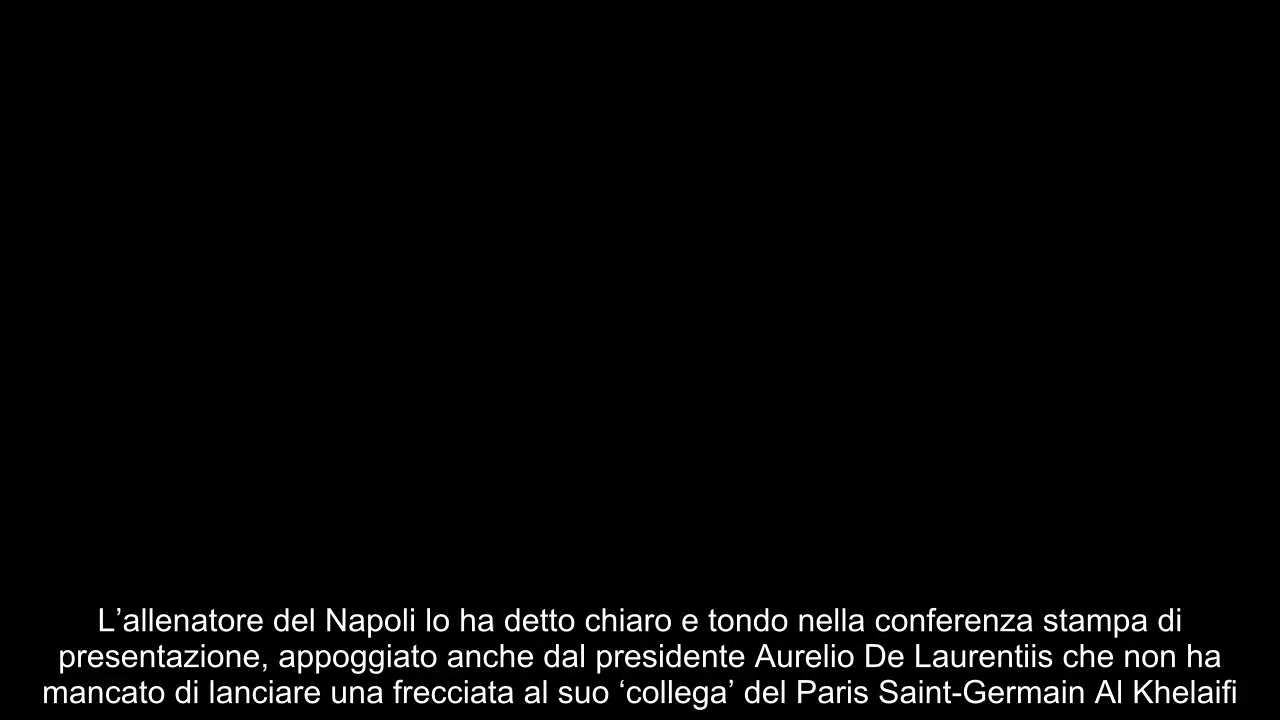 L’allenatore del Napoli lo ha detto chiaro e tondo nella conferenza stampa di
presentazione, appoggiato anche dal presidente Aurelio De Laurentiis che non ha
mancato di lanciare una frecciata al suo ‘collega’ del Paris Saint-Germain Al Khelaifi